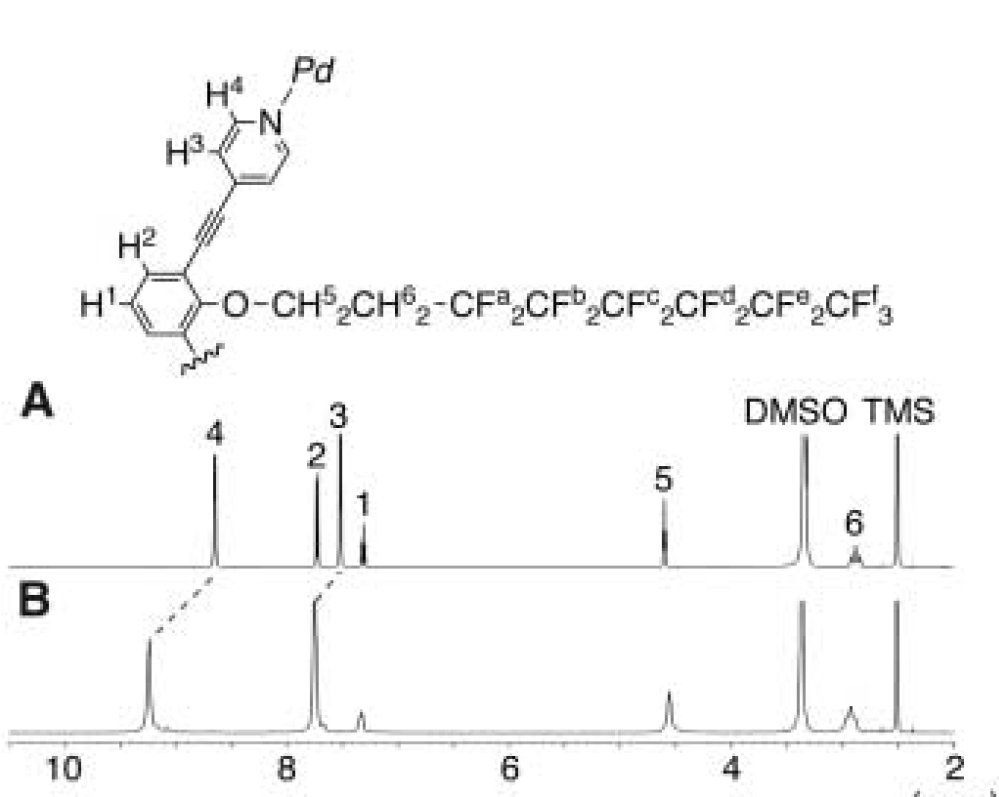 Pd
H4
N
H3
H2
H1
O-CH52CH62-CFa2CFb2CFc2CFd2CFe2CFf3
A
DMSO TMS
4
3
2
1
5
6
B
10 8 6 4 2